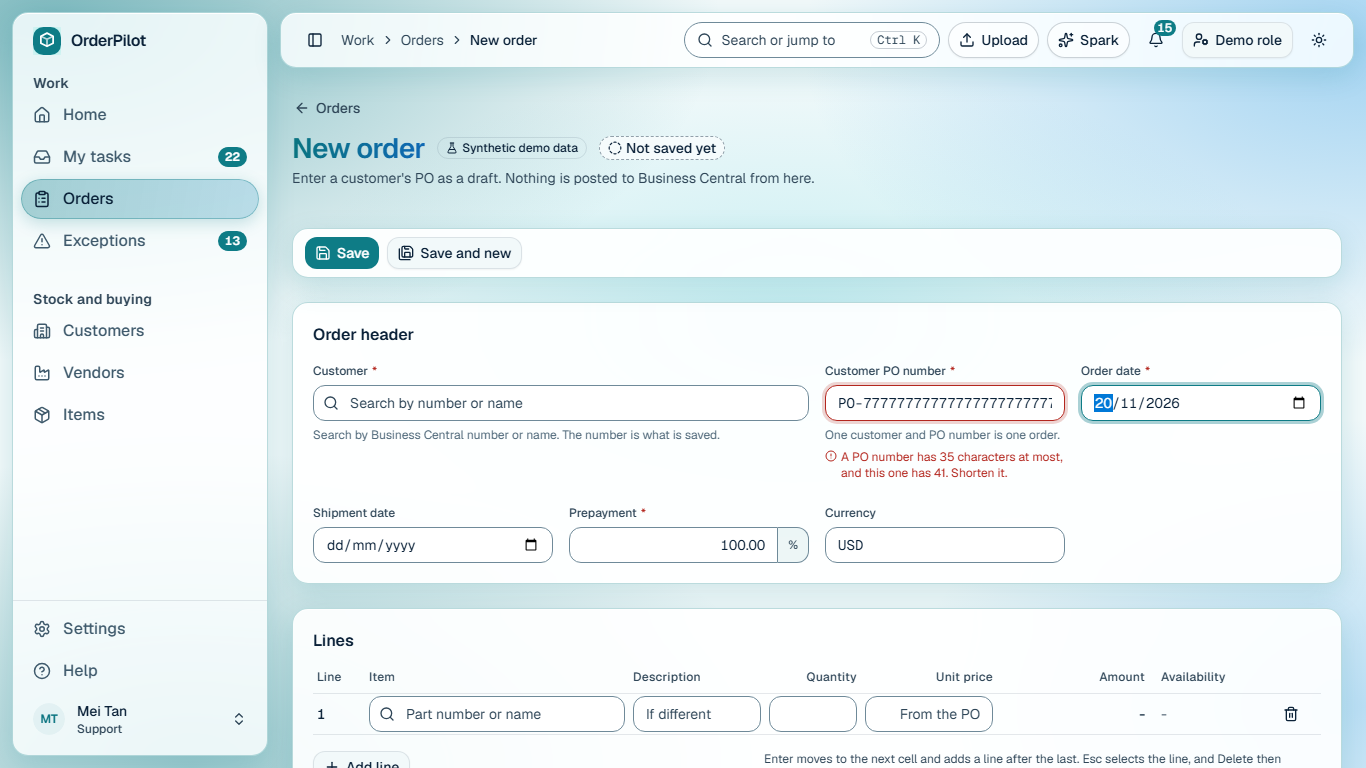 OrderPilot
Work
Home
My tasks
22
Orders
Exceptions
13
Stock and buying
Customers
Vendors
Items
Settings
Help
MT
Mei Tan
Support
Work
Orders
New order
Search or jump to
Ctrl K
Upload
Spark
15
Demo role
Orders
New order
Synthetic demo data
Not saved yet
Enter a customer's PO as a draft. Nothing is posted to Business Central from here.
Save
Save and new
Order header
Customer *
Customer PO number *
Order date *
Search by number or name
20/11/2026
Search by Business Central number or name. The number is what is saved.
One customer and PO number is one order.
A PO number has 35 characters at most,
and this one has 41. Shorten it.
Shipment date
Prepayment *
Currency
dd/mm/yyyy
100.00
%
USD
Lines
Line
Item
Description
Quantity
Unit price
Amount
Availability
1
Part number or name
If different
From the PO
-
-
Add line
Enter moves to the next cell and adds a line after the last. Esc selects the line, and Delete then